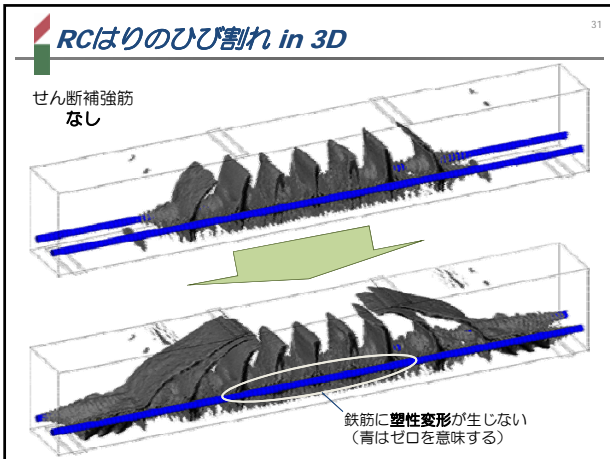 31
RCはりのひび割れ in 3D
せん断補強筋
なし
鉄筋に塑性変形が生じない
(青はゼロを意味する)